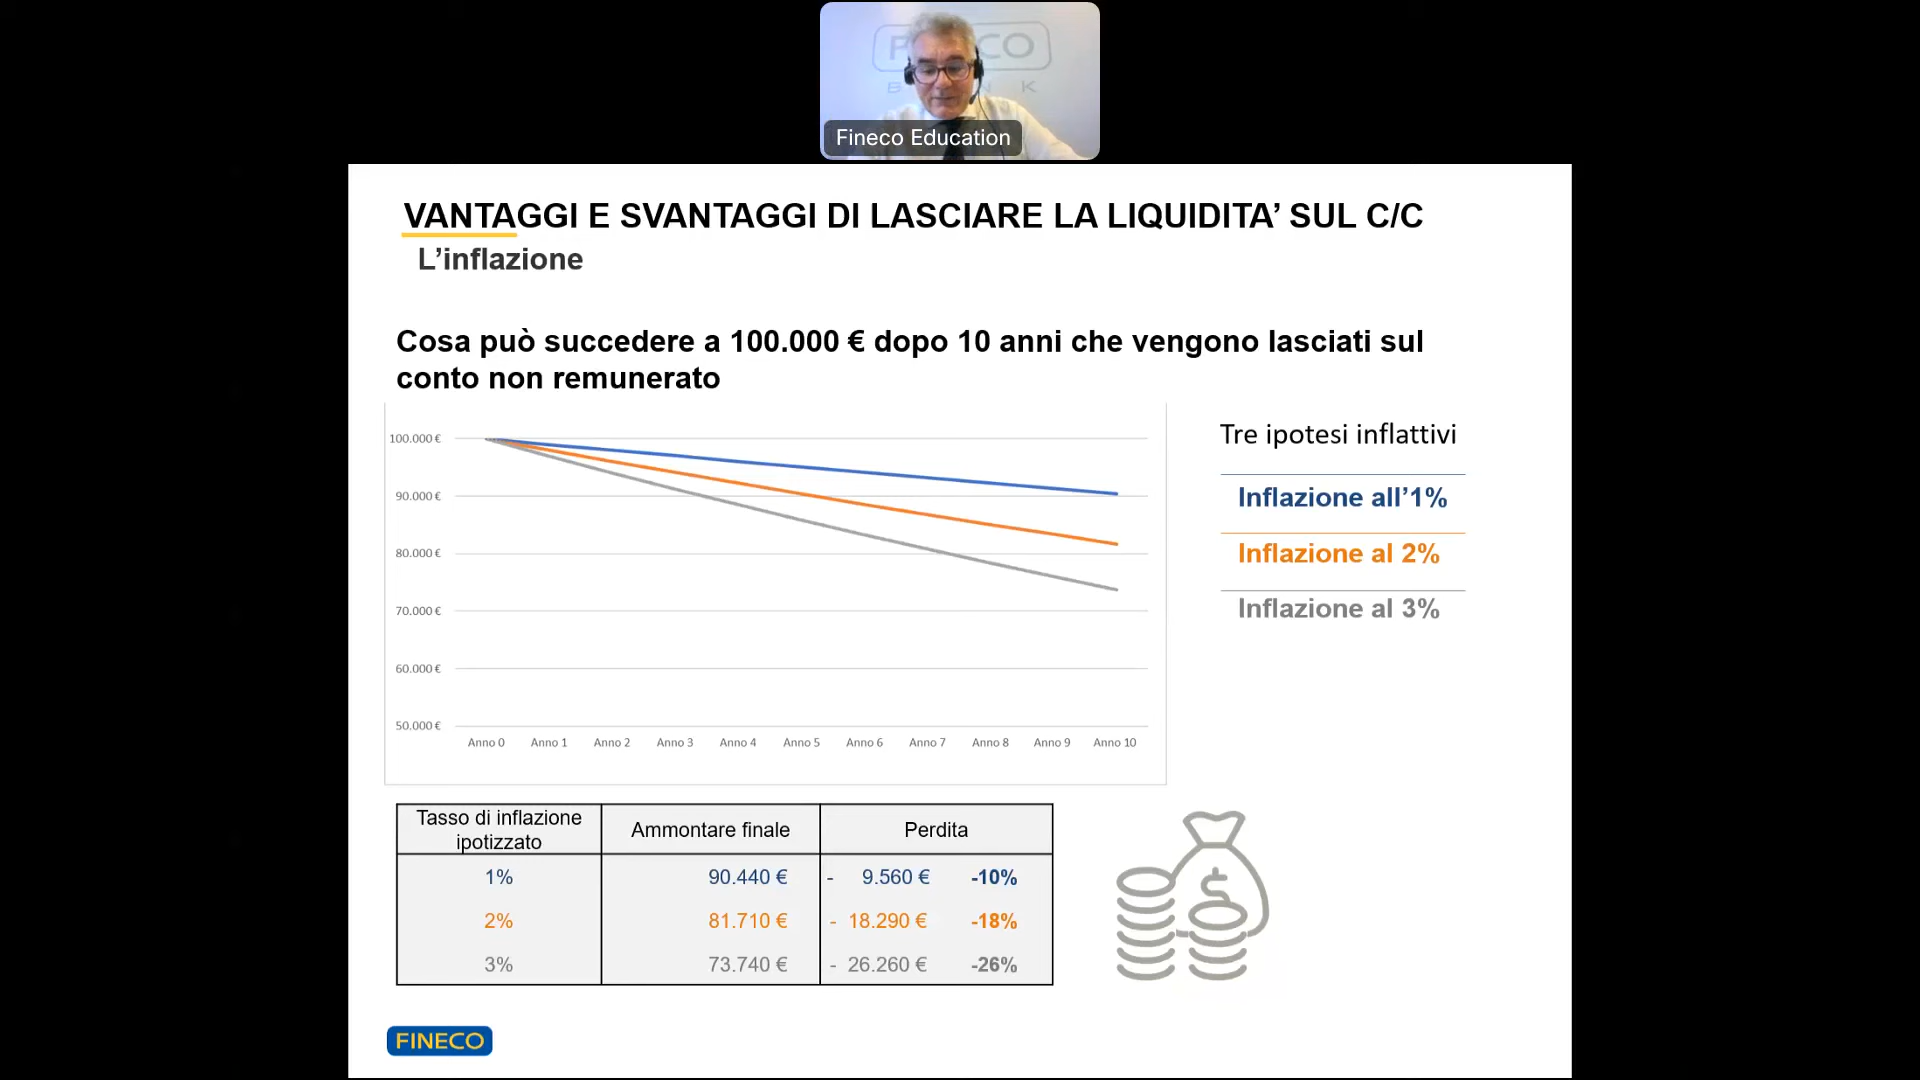 FINECO
BANK
Fineco Education
VANTAGGI E SVANTAGGI DI LASCIARE LA LIQUIDITA’ SUL C/C
L’inflazione
Cosa può succedere a 100.000 € dopo 10 anni che vengono lasciati sul
conto non remunerato
100.000 €
90.000 €
80.000 €
70.000 €
60.000 €
50.000 €
Anno 0 Anno 1 Anno 2 Anno 3 Anno 4 Anno 5 Anno 6 Anno 7 Anno 8 Anno 9 Anno 10
Tre ipotesi inflattivi
Inflazione all’1%
Inflazione al 2%
Inflazione al 3%
Tasso di inflazione
ipotizzato
Ammontare finale
Perdita
1% 90.440 € - 9.560 € -10%
2% 81.710 € - 18.290 € -18%
3% 73.740 € - 26.260 € -26%
$
FINECO